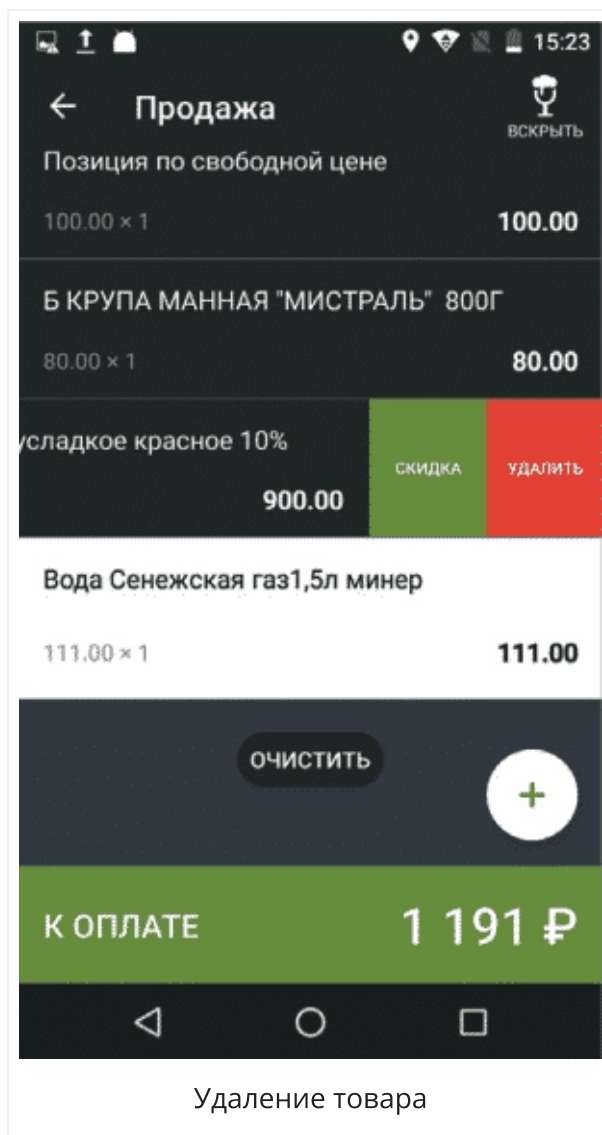 15:23
Продажа
ВСКРЫТЬ
Позиция по свободной цене
100.00 × 1 100.00
Б КРУПА МАННАЯ "МИСТРАЛЬ" 800Г
80.00 × 1 80.00
усладкое красное 10%
СКИДКА УДАЛИТЬ
900.00
Вода Сенежская газ1,5л минер
111.00 × 1 111.00
ОЧИСТИТЬ
+
К ОПЛАТЕ 1 191 ₽
Удаление товара